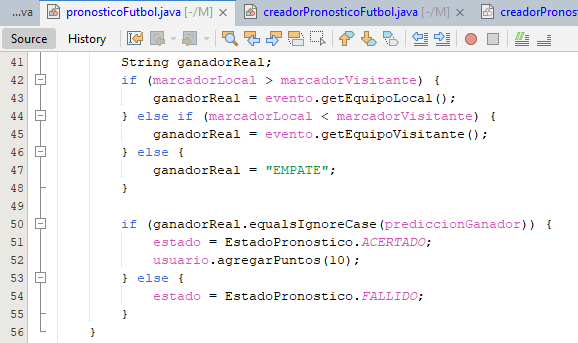 ...va pronosticoFutbol.java [-/M] creadorPronosticoFutbol.java [-/M] creadorPronos
Source History
41 String ganadorReal;
42 if (marcadorLocal > marcadorVisitante) {
43 ganadorReal = evento.getEquipoLocal();
44 } else if (marcadorLocal < marcadorVisitante) {
45 ganadorReal = evento.getEquipoVisitante();
46 } else {
47 ganadorReal = "EMPATE";
48 }
49
50 if (ganadorReal.equalsIgnoreCase(prediccionGanador)) {
51 estado = EstadoPronostico.ACERTADO;
52 usuario.agregarPuntos(10);
53 } else {
54 estado = EstadoPronostico.FALLIDO;
55 }
56 }